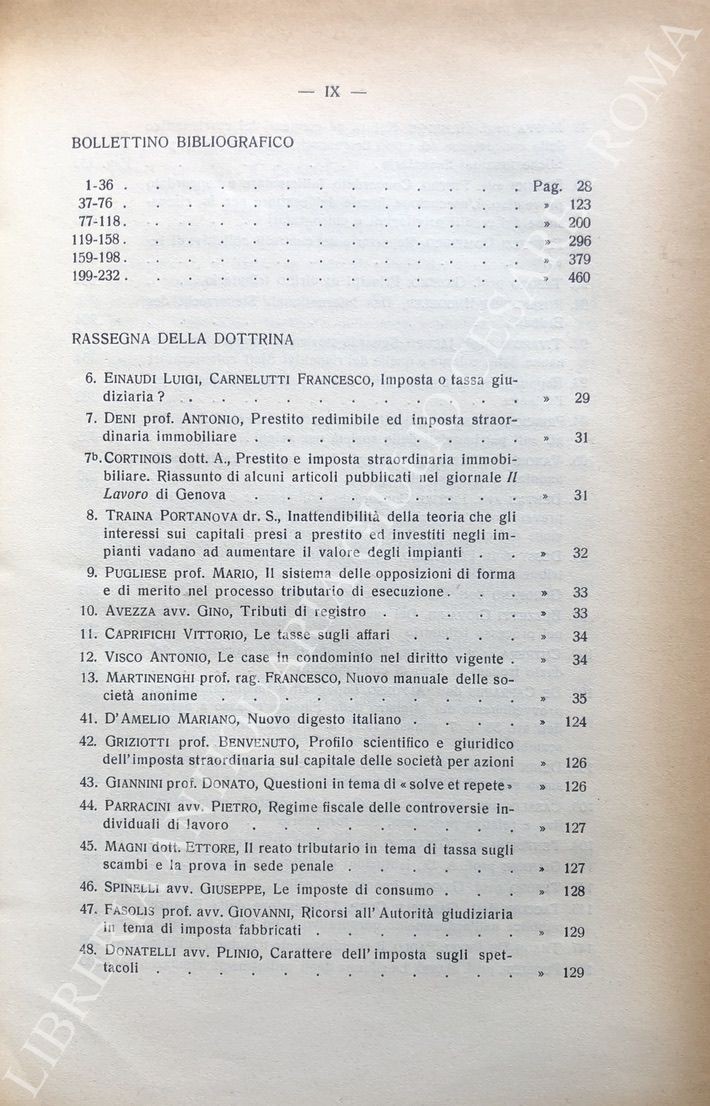 — IX —
BOLLETTINO BIBLIOGRAFICO
1-36 . . . . . . . . . . . . . . Pag. 28
37-76 . . . . . . . . . . . . . . » 123
77-118 . . . . . . . . . . . . . . » 200
119-158 . . . . . . . . . . . . . . » 296
159-198 . . . . . . . . . . . . . . » 379
199-232 . . . . . . . . . . . . . . » 460
RASSEGNA DELLA DOTTRINA
6. EINAUDI LUIGI, CARNELUTTI FRANCESCO, Imposta o tassa giu-
diziaria ? . . . . . . . . . . . . » 29
7. DENI prof. ANTONIO, Prestito redimibile ed imposta straor-
dinaria immobiliare . . . . . . . . . . » 31
7b. CORTINOIS dott. A., Prestito e imposta straordinaria immobi-
biliare. Riassunto di alcuni articoli pubblicati nel giornale Il
Lavoro di Genova . . . . . . . . . » 31
8. TRAINA PORTANOVA dr. S., Inattendibilità della teoria che gli
interessi sui capitali presi a prestito ed investiti negli im-
pianti vadano ad aumentare il valore degli impianti . . » 32
9. PUGLIESE prof. MARIO, Il sistema delle opposizioni di forma
e di merito nel processo tributario di esecuzione . . . » 33
10. AVEZZA avv. GINO, Tributi di registro . . . . . » 33
11. CAPRIFICHI VITTORIO, Le tasse sugli affari . . . . » 34
12. VISCO ANTONIO, Le case in condominio nel diritto vigente . » 34
13. MARTINENGHI prof. rag. FRANCESCO, Nuovo manuale delle so-
cietà anonime . . . . . . . . . . . » 35
41. D'AMELIO MARIANO, Nuovo digesto italiano . . . . » 124
42. GRIZIOTTI prof. BENVENUTO, Profilo scientifico e giuridico
dell'imposta straordinaria sul capitale delle società per azioni » 126
43. GIANNINI prof. DONATO, Questioni in tema di « solve et repete » » 126
44. PARRACINI avv. PIETRO, Regime fiscale delle controversie in-
dividuali di lavoro . . . . . . . . . . » 127
45. MAGNI dott. ETTORE, Il reato tributario in tema di tassa sugli
scambi e la prova in sede penale . . . . . . » 127
46. SPINELLI avv. GIUSEPPE, Le imposte di consumo . . . » 128
47. FASOLIS prof. avv. GIOVANNI, Ricorsi all' Autorità giudiziaria
in tema di imposta fabbricati . . . . . . . » 129
48. DONATELLI avv. PLINIO, Carattere dell' imposta sugli spet-
tacoli . . . . . . . . . . . . . » 129
LIBRERIA ANTIQUARIA GIULIO CESARE ROMA